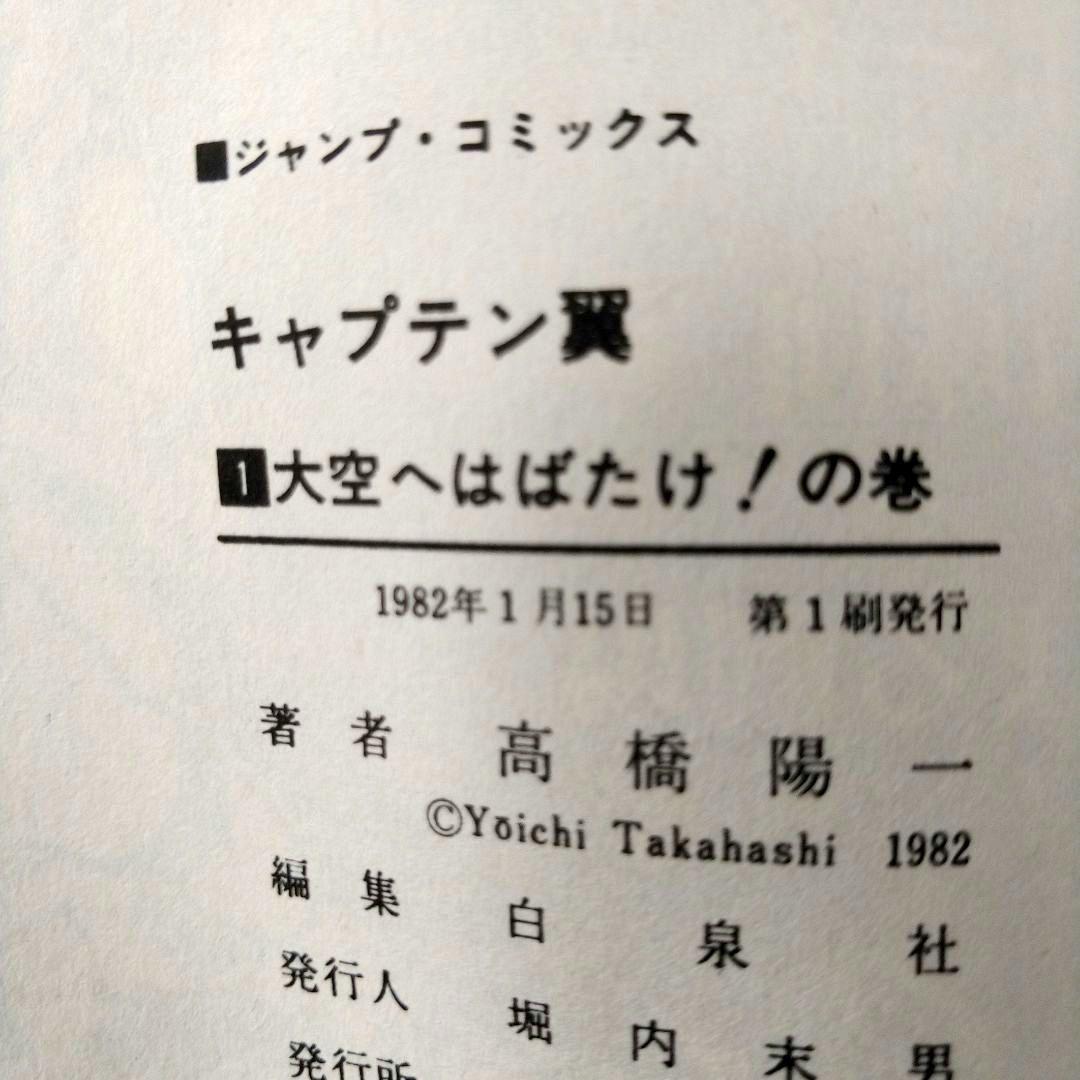 ■ジャンプ・コミックス
キャプテン翼
1大空へはばたけ!の巻
1982年1月15日 第1刷発行
著者 高橋陽一
©Yōichi Takahashi 1982
編集 白泉社
発行人 堀内末男
発行所